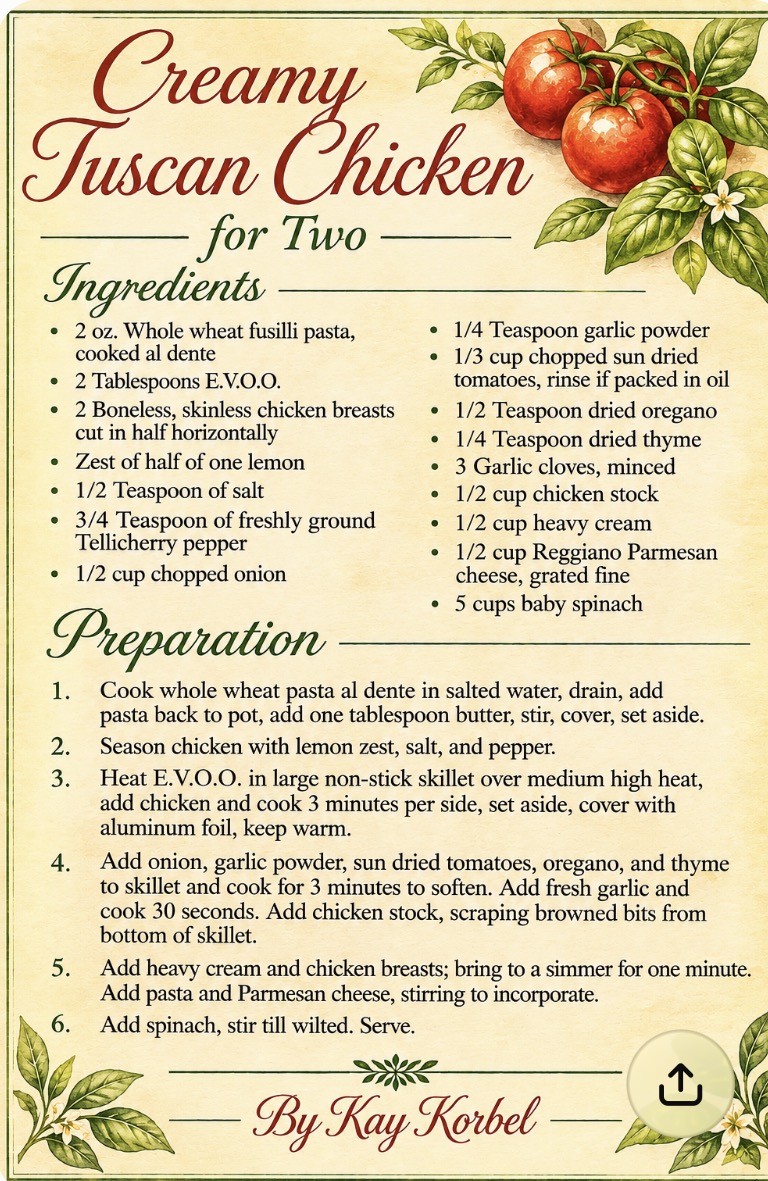 Creamy
Tuscan Chicken
for Two
Ingredients
• 2 oz. Whole wheat fusilli pasta,
cooked al dente
• 2 Tablespoons E.V.O.O.
• 2 Boneless, skinless chicken breasts
cut in half horizontally
• Zest of half of one lemon
• 1/2 Teaspoon of salt
• 3/4 Teaspoon of freshly ground
Tellicherry pepper
• 1/2 cup chopped onion
• 1/4 Teaspoon garlic powder
• 1/3 cup chopped sun dried
tomatoes, rinse if packed in oil
• 1/2 Teaspoon dried oregano
• 1/4 Teaspoon dried thyme
• 3 Garlic cloves, minced
• 1/2 cup chicken stock
• 1/2 cup heavy cream
• 1/2 cup Reggiano Parmesan
cheese, grated fine
• 5 cups baby spinach
Preparation
1. Cook whole wheat pasta al dente in salted water, drain, add
pasta back to pot, add one tablespoon butter, stir, cover, set aside.
2. Season chicken with lemon zest, salt, and pepper.
3. Heat E.V.O.O. in large non-stick skillet over medium high heat,
add chicken and cook 3 minutes per side, set aside, cover with
aluminum foil, keep warm.
4. Add onion, garlic powder, sun dried tomatoes, oregano, and thyme
to skillet and cook for 3 minutes to soften. Add fresh garlic and
cook 30 seconds. Add chicken stock, scraping browned bits from
bottom of skillet.
5. Add heavy cream and chicken breasts; bring to a simmer for one minute.
Add pasta and Parmesan cheese, stirring to incorporate.
6. Add spinach, stir till wilted. Serve.
By Kay Korbel